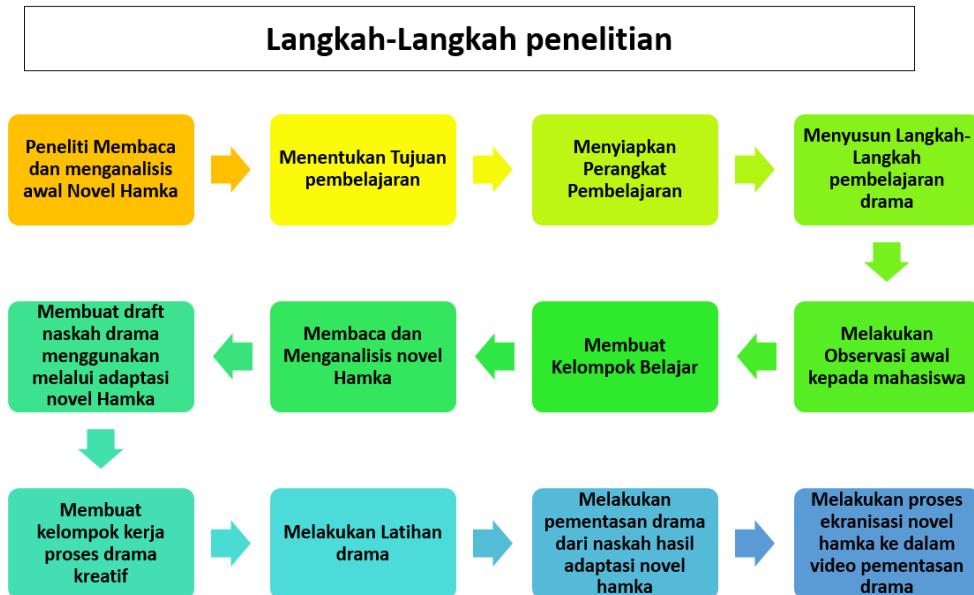 Langkah-Langkah penelitian
Peneliti Membaca
dan menganalisis
awal Novel Hamka
Menentukan Tujuan
pembelajaran
Menyiapkan
Perangkat
Pembelajaran
Menyusun Langkah-
Langkah
pembelajaran
drama
Melakukan
Observasi awal
kepada mahasiswa
Membuat
Kelompok Belajar
Membaca dan
Menganalisis novel
Hamka
Membuat draft
naskah drama
menggunakan
melalui adaptasi
novel Hamka
Membuat
kelompok kerja
proses drama
kreatif
Melakukan Latihan
drama
Melakukan
pementasan drama
dari naskah hasil
adaptasi novel
hamka
Melakukan proses
ekranisasi novel
hamka ke dalam
video pementasan
drama